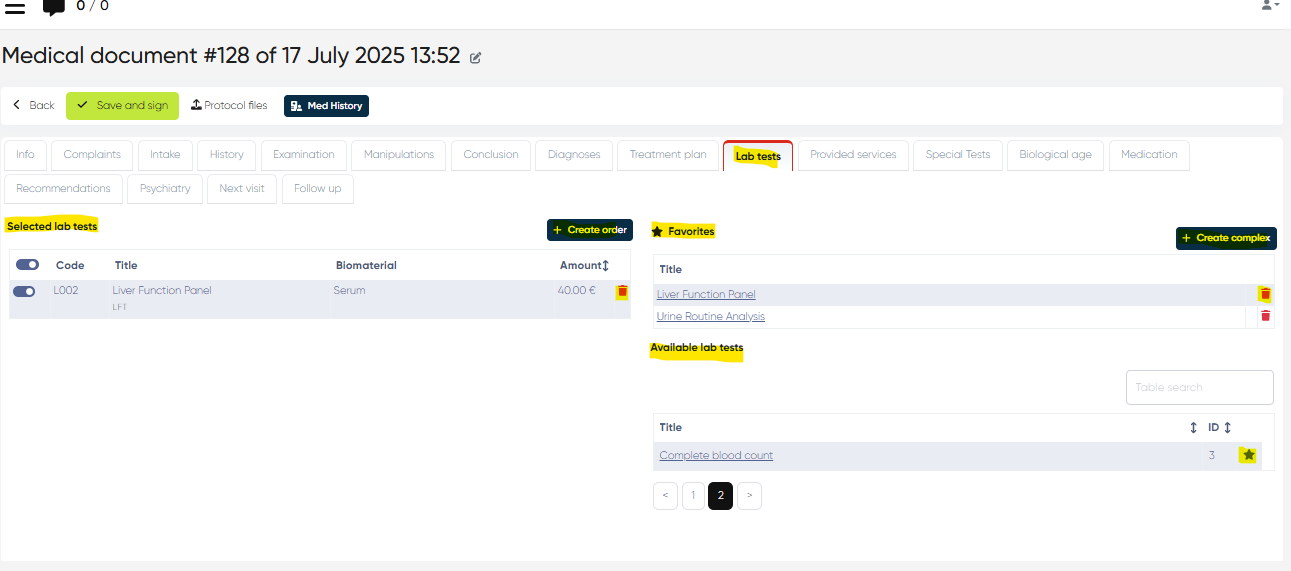 0 / 0
Medical document #128 of 17 July 2025 13:52
Back Save and sign Protocol files Med History
Info Complaints Intake History Examination Manipulations Conclusion Diagnoses Treatment plan Lab tests Provided services Special Tests Biological age Medication
Recommendations Psychiatry Next visit Follow up
Selected lab tests
+ Create order
Code Title Biomaterial Amount
L002 Liver Function Panel Serum 40.00 €
LFT
Favorites
+ Create complex
Title
Liver Function Panel
Urine Routine Analysis
Available lab tests
Table search
Title ID
Complete blood count 3
< 1 2 >